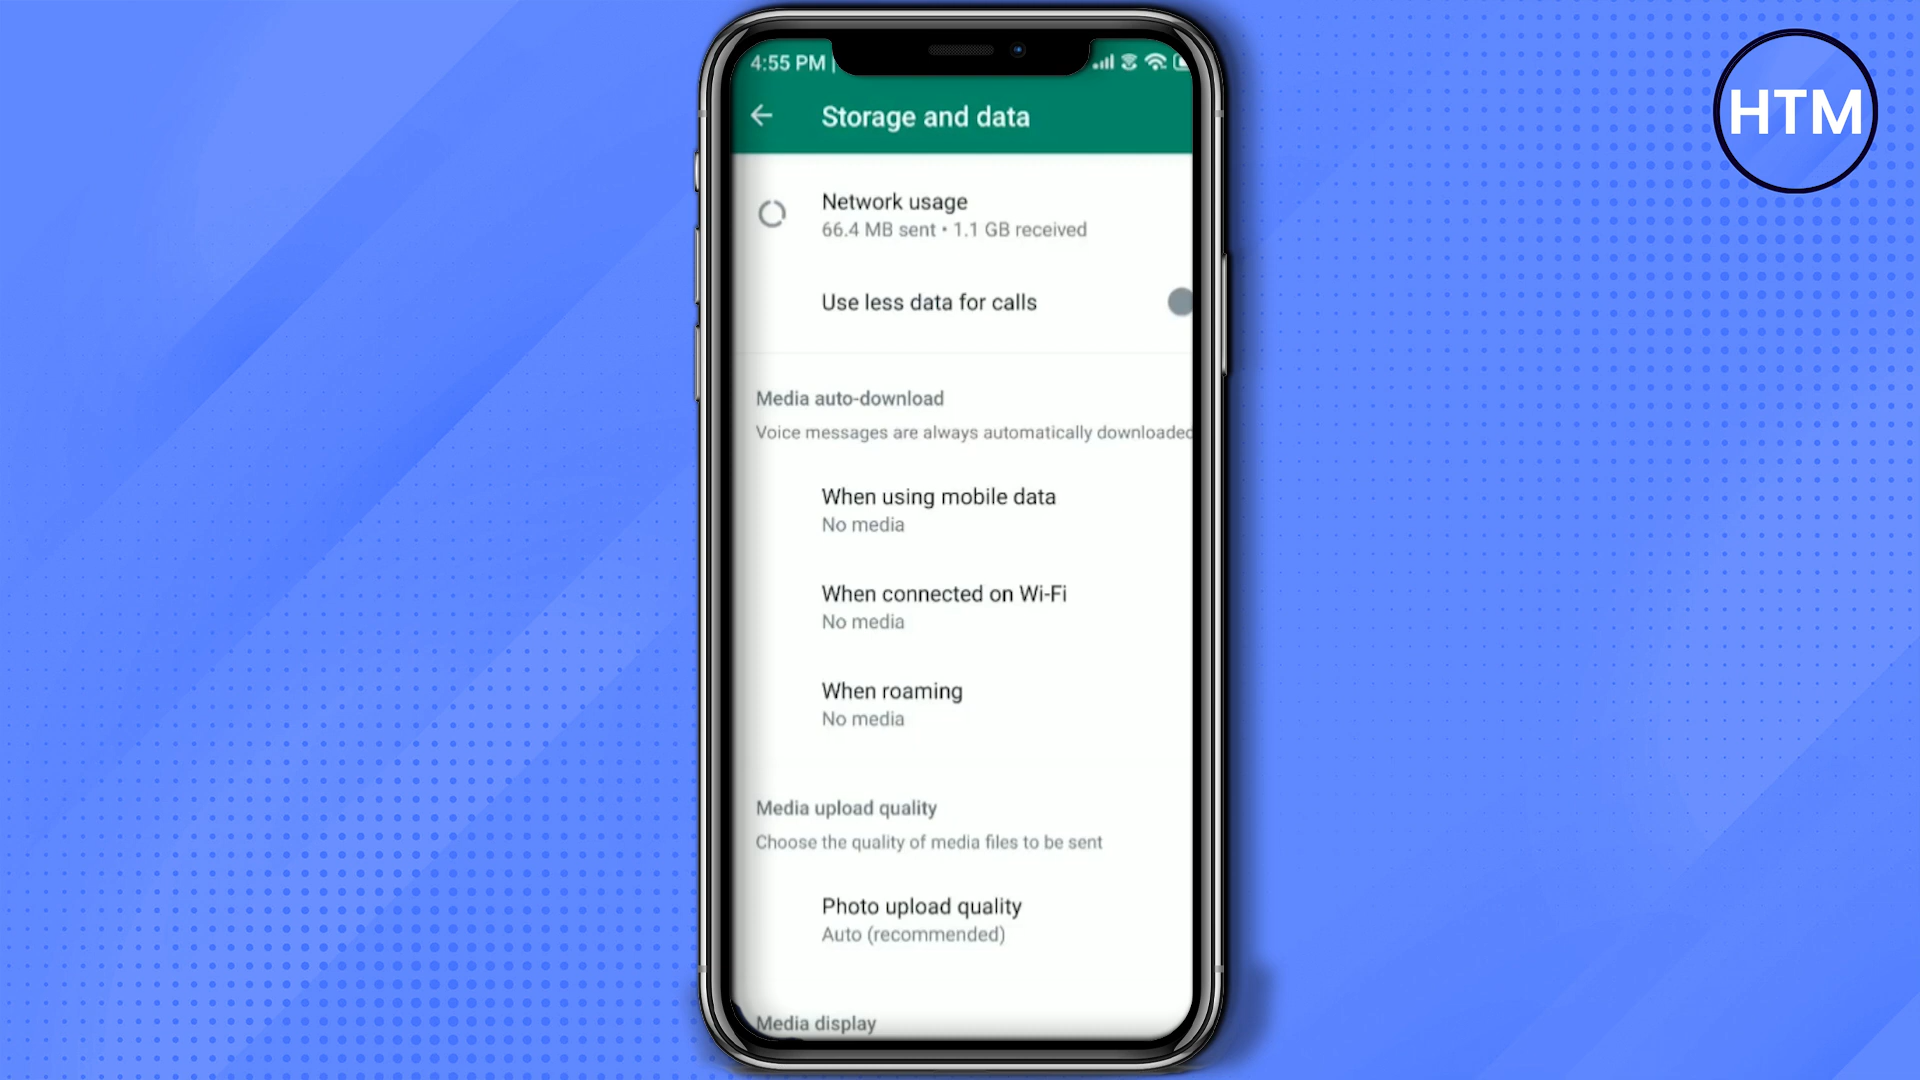 HTM
4:55 PM
Storage and data
Network usage
66.4 MB sent • 1.1 GB received
Use less data for calls
Media auto-download
Voice messages are always automatically downloaded
When using mobile data
No media
When connected on Wi-Fi
No media
When roaming
No media
Media upload quality
Choose the quality of media files to be sent
Photo upload quality
Auto (recommended)
Media display